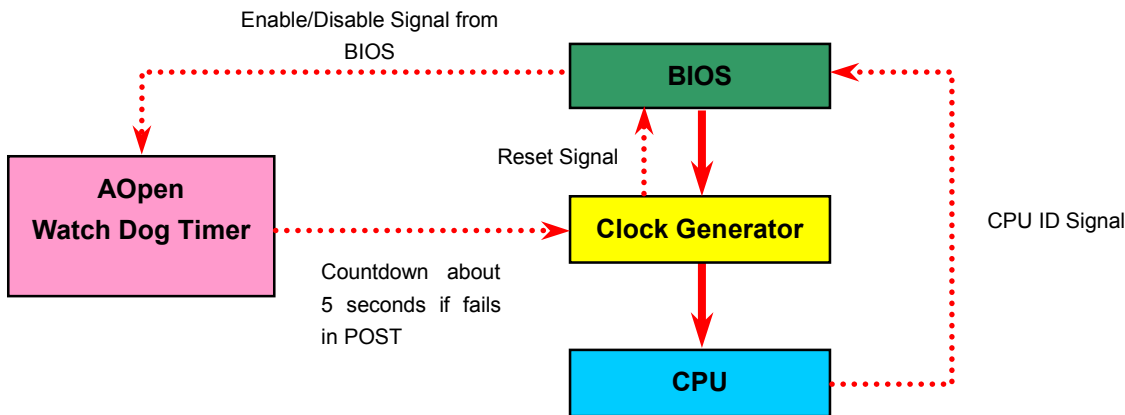 Enable/Disable Signal from
BIOS
BIOS
Reset Signal
AOpen
Watch Dog Timer
Clock Generator
CPU ID Signal
Countdown about
5 seconds if fails
in POST
CPU